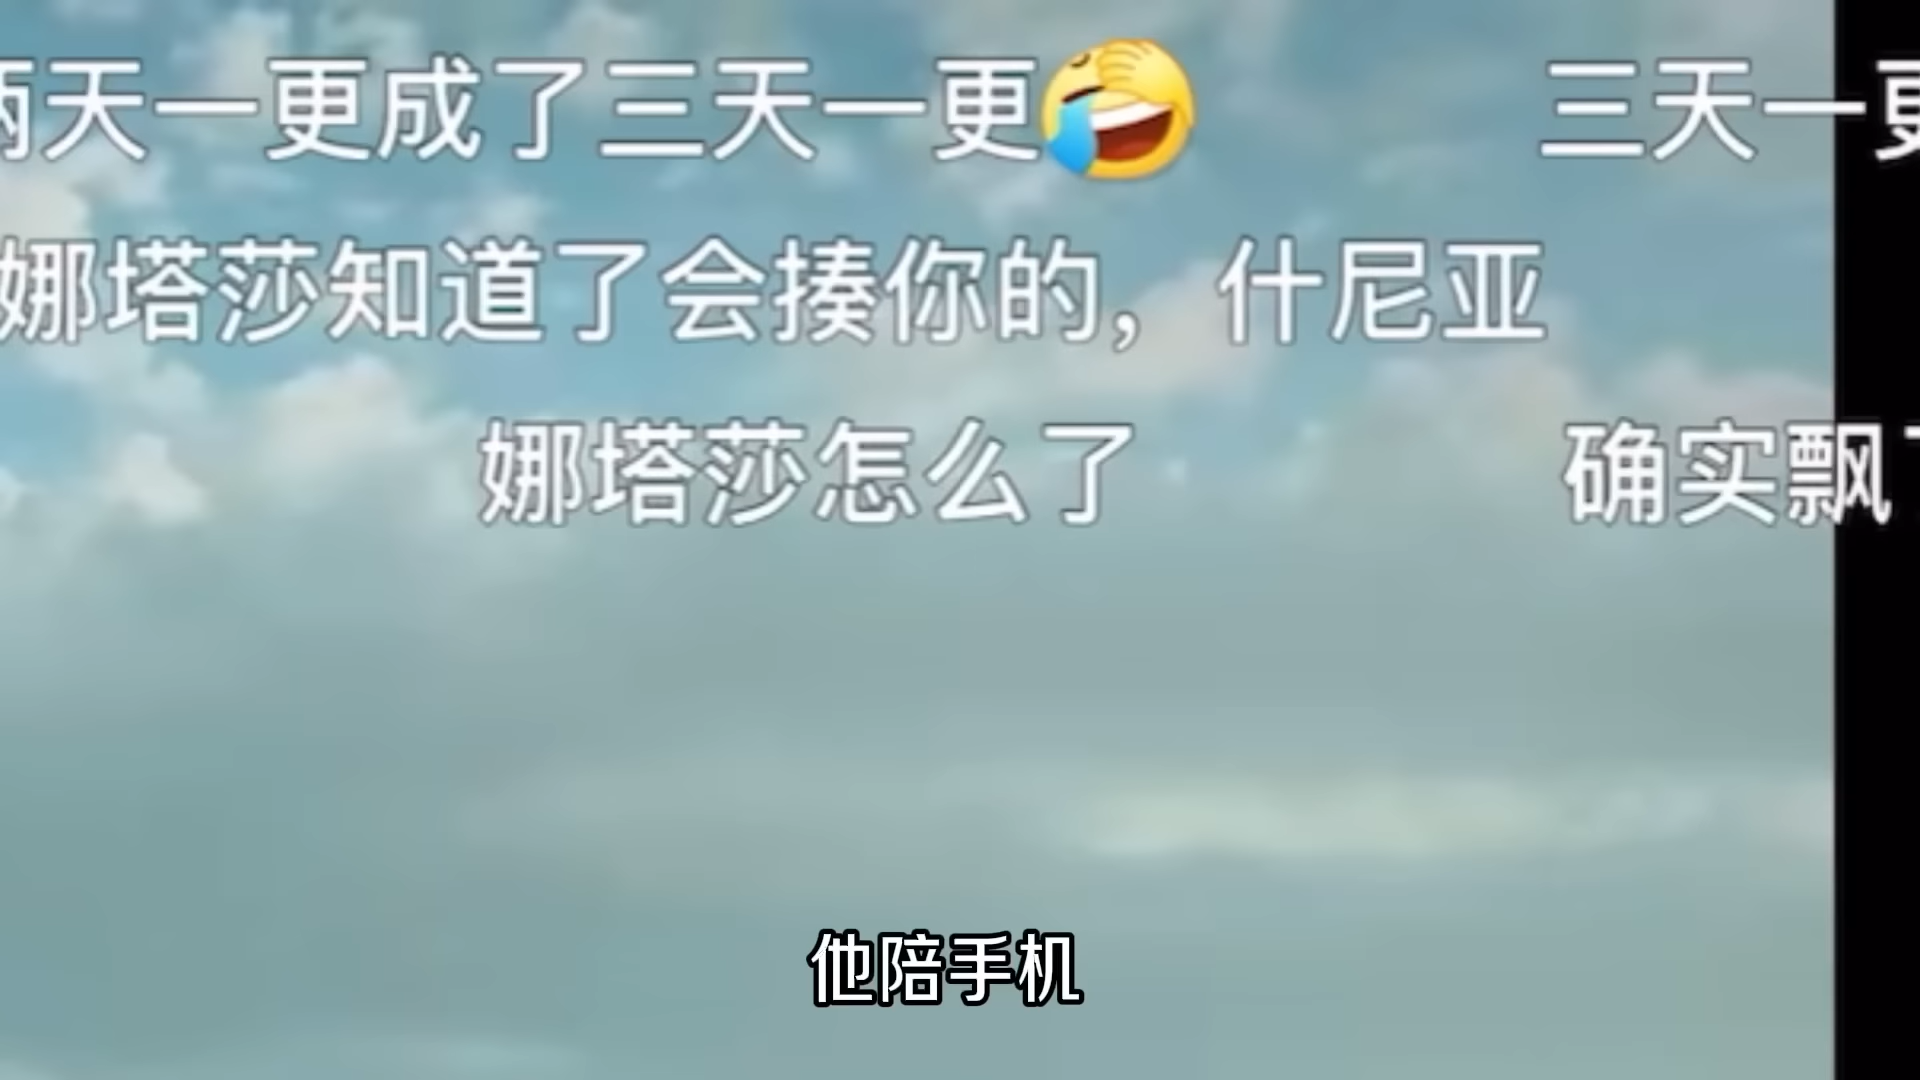 两天一更成了三天一更🤣 三天一更
娜塔莎知道了会揍你的，什尼亚
娜塔莎怎么了 确实飘了
他陪手机